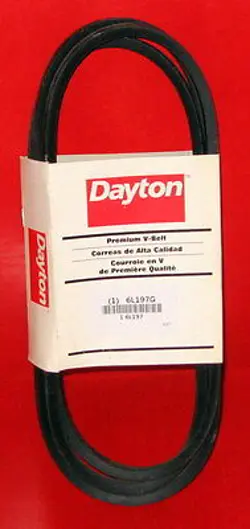 Dayton
Premium V-Belt
Correas de Alta Calidad
Courroie en V
de Première Qualité
(1) 6L197G
Dayton